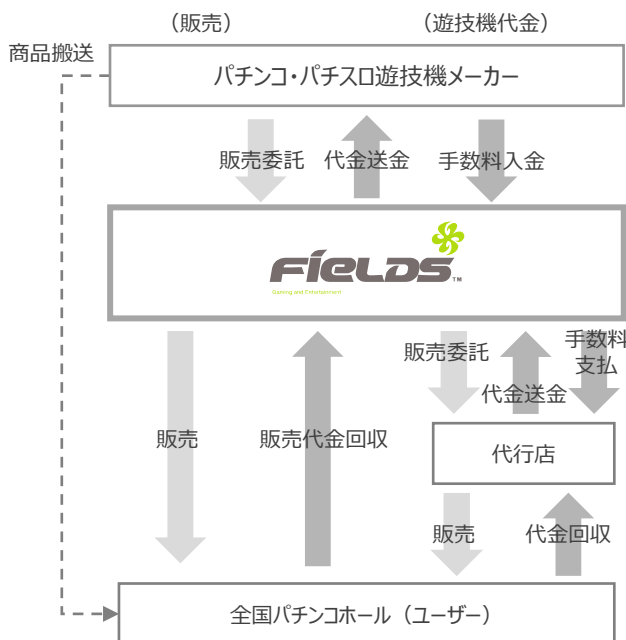 （販売）
（遊技機代金）
商品搬送
パチンコ・パチスロ遊技機メーカー
販売委託
代金送金
手数料入金
FIELDS™
Gaming and Entertainment
販売委託
手数料
支払
代金送金
販売
販売代金回収
代行店
販売
代金回収
全国パチンコホール（ユーザー）